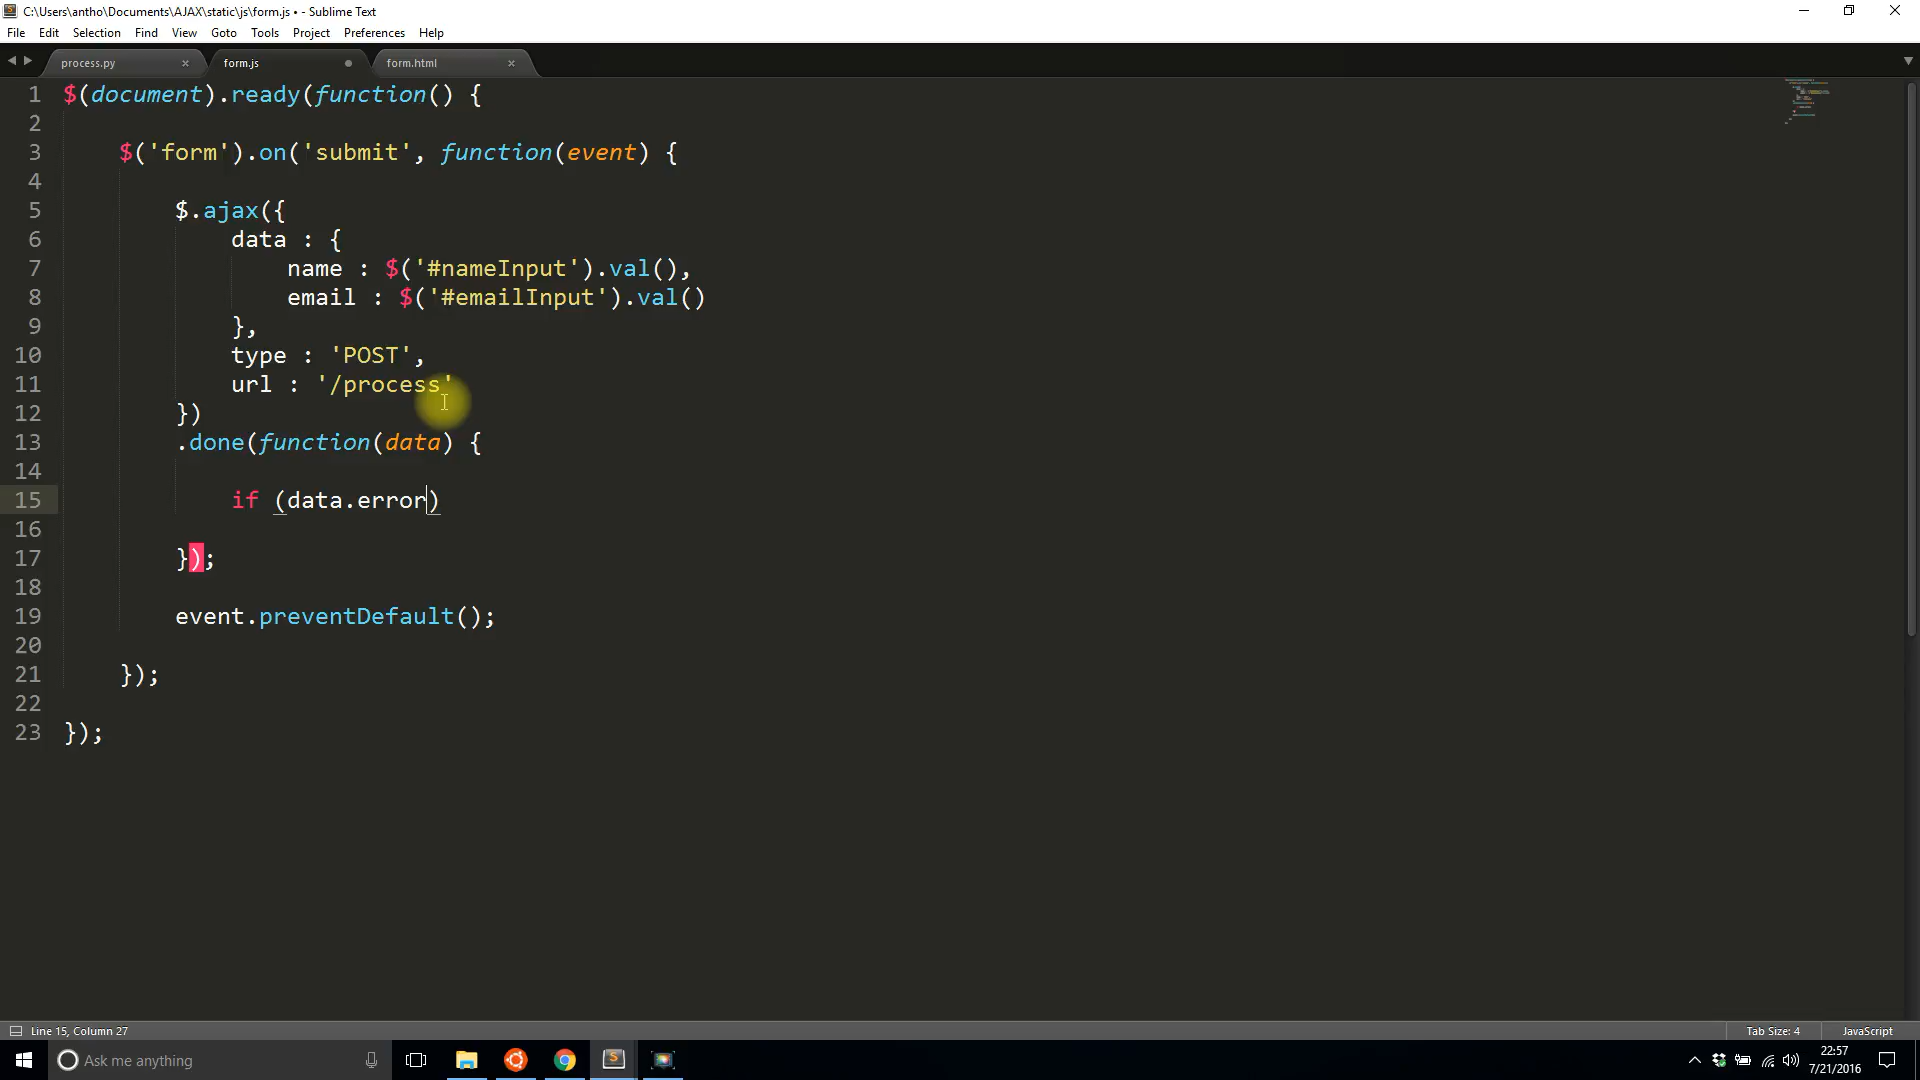 C:\Users\antho\Documents\AJAX\static\js\form.js • - Sublime Text
File Edit Selection Find View Goto Tools Project Preferences Help
process.py × form.js form.html ×
1 $(document).ready(function() {
2
3 $('form').on('submit', function(event) {
4
5 $.ajax({
6 data : {
7 name : $('#nameInput').val(),
8 email : $('#emailInput').val()
9 },
10 type : 'POST',
11 url : '/process'
12 })
13 .done(function(data) {
14
15 if (data.error)
16
17 });
18
19 event.preventDefault();
20
21 });
22
23 });
Line 15, Column 27 Tab Size: 4 JavaScript
Ask me anything
22:57
7/21/2016